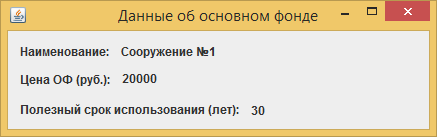 Данные об основном фонде
Наименование: Сооружение №1
Цена ОФ (руб.): 20000
Полезный срок использования (лет): 30